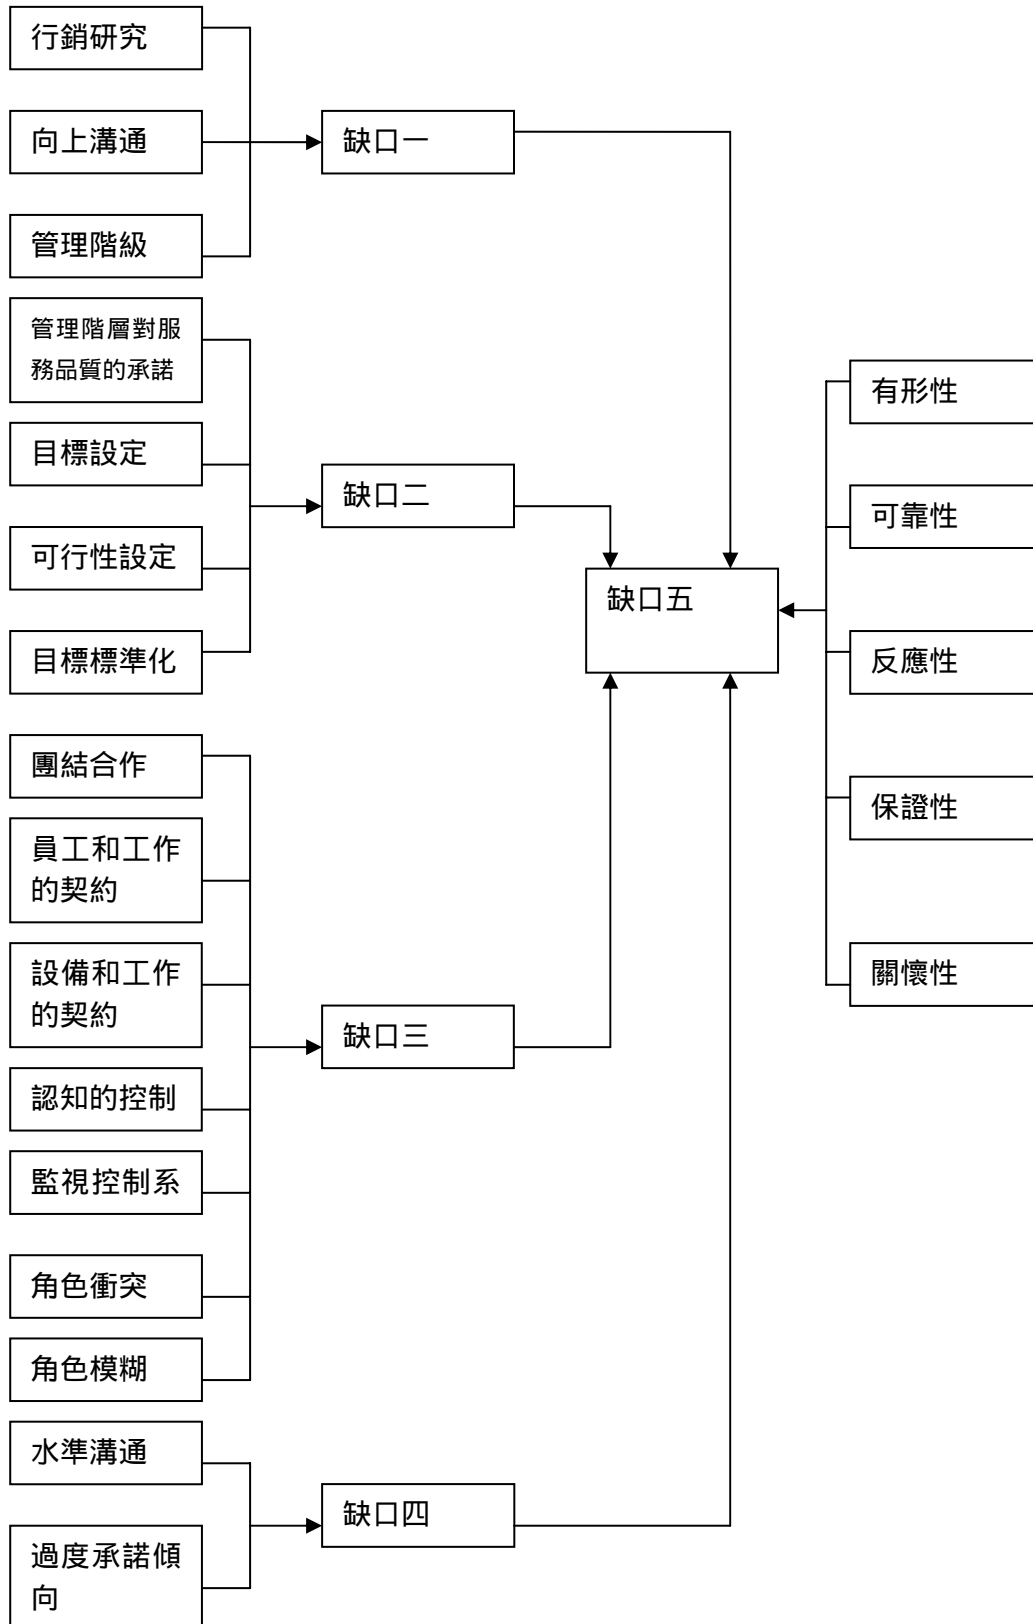 行銷研究
向上溝通
缺口一
管理階級
管理階層對服
務品質的承諾
目標設定
缺口二
可行性設定
目標標準化
缺口五
有形性
可靠性
反應性
保證性
關懷性
團結合作
員工和工作
的契約
設備和工作
的契約
缺口三
認知的控制
監視控制系
角色衝突
角色模糊
水準溝通
缺口四
過度承諾傾
向